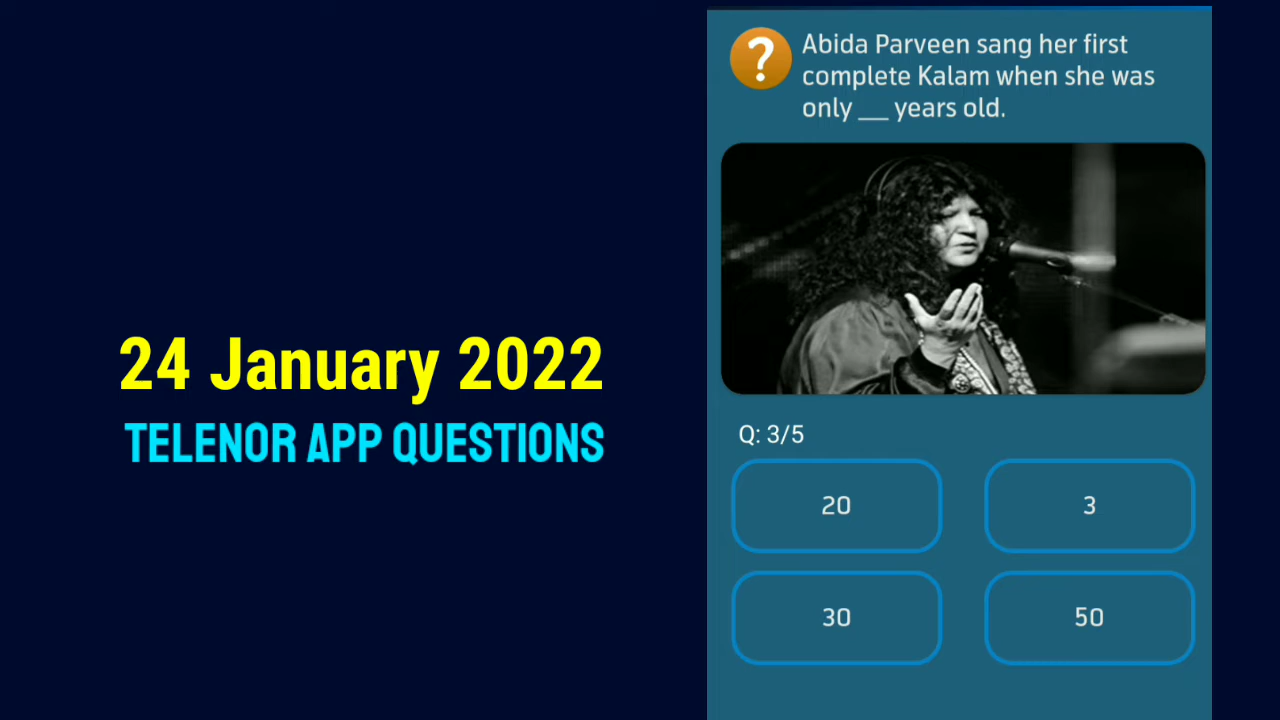 24 January 2022
TELENOR APP QUESTIONS
?
Abida Parveen sang her first
complete Kalam when she was
only __ years old.
Q: 3/5
20
3
30
50